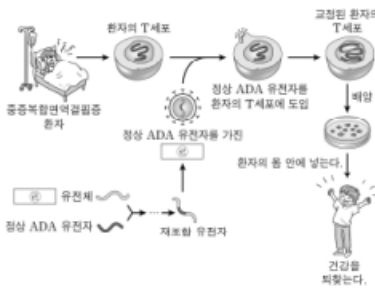 환자의 T세포
교정된 환자의
T세포
중증복합면역결핍증
환자
정상 ADA 유전자를
환자의 T세포에 도입
배양
정상 ADA 유전자를 가진
환자의 몸 안에 넣는다.
유전체
정상 ADA 유전자
재조합 유전자
건강을
되찾는다.